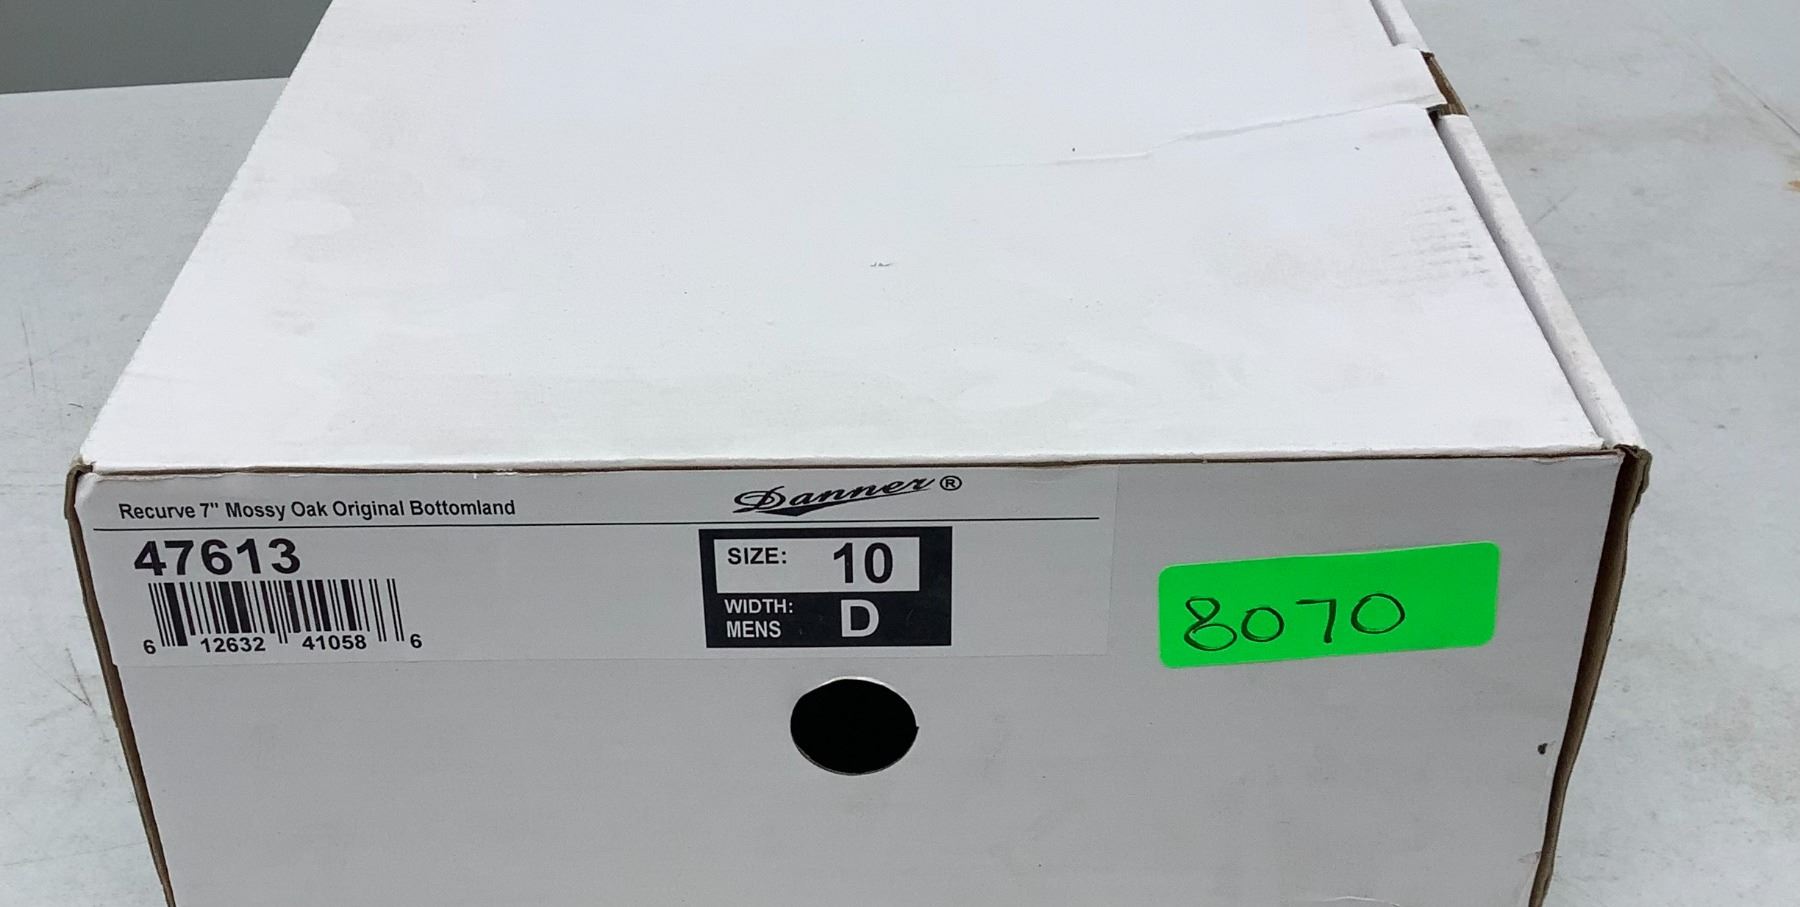 Recurve 7" Mossy Oak Original Bottomland
Danner®
47613
6 12632 41058 6
SIZE: 10
WIDTH: D
MENS
8070